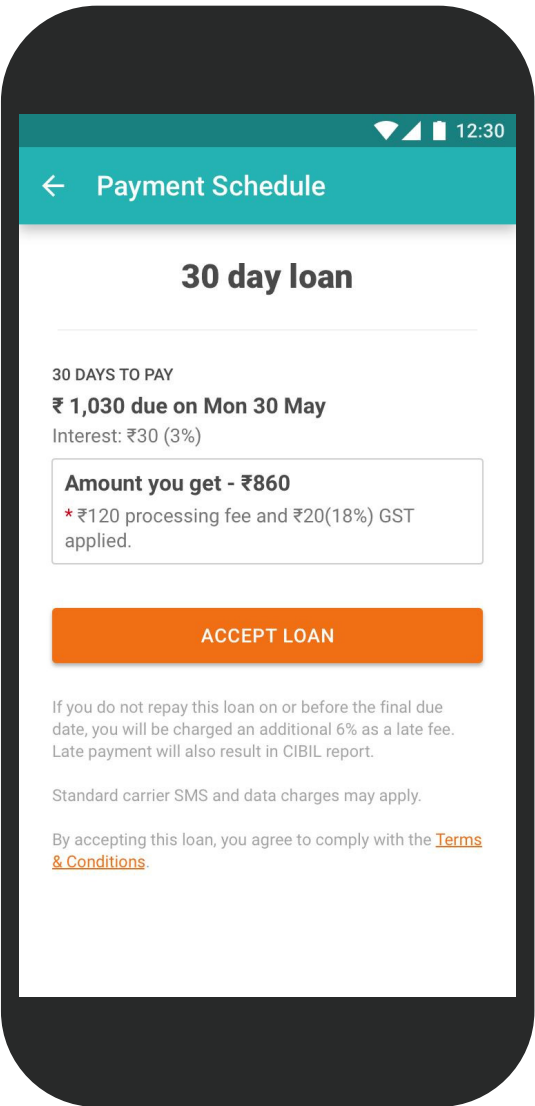 12:30
Payment Schedule
30 day loan
30 DAYS TO PAY
₹ 1,030 due on Mon 30 May
Interest: ₹30 (3%)
Amount you get - ₹860
* ₹120 processing fee and ₹20(18%) GST
applied.
ACCEPT LOAN
If you do not repay this loan on or before the final due
date, you will be charged an additional 6% as a late fee.
Late payment will also result in CIBIL report.
Standard carrier SMS and data charges may apply.
By accepting this loan, you agree to comply with the Terms
& Conditions.